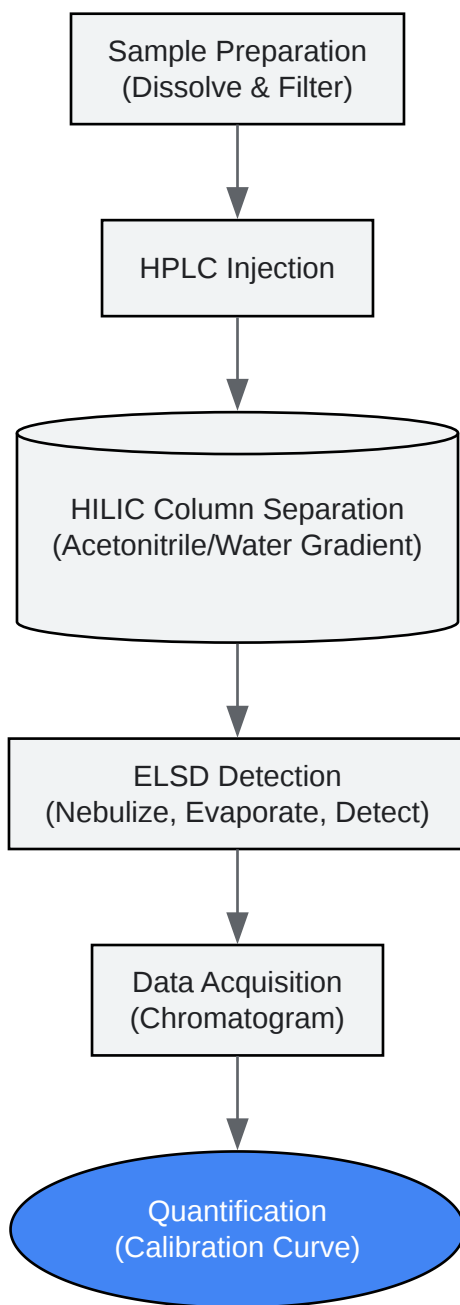 Sample Preparation
(Dissolve & Filter)
HPLC Injection
HILIC Column Separation
(Acetonitrile/Water Gradient)
ELSD Detection
(Nebulize, Evaporate, Detect)
Data Acquisition
(Chromatogram)
Quantification
(Calibration Curve)